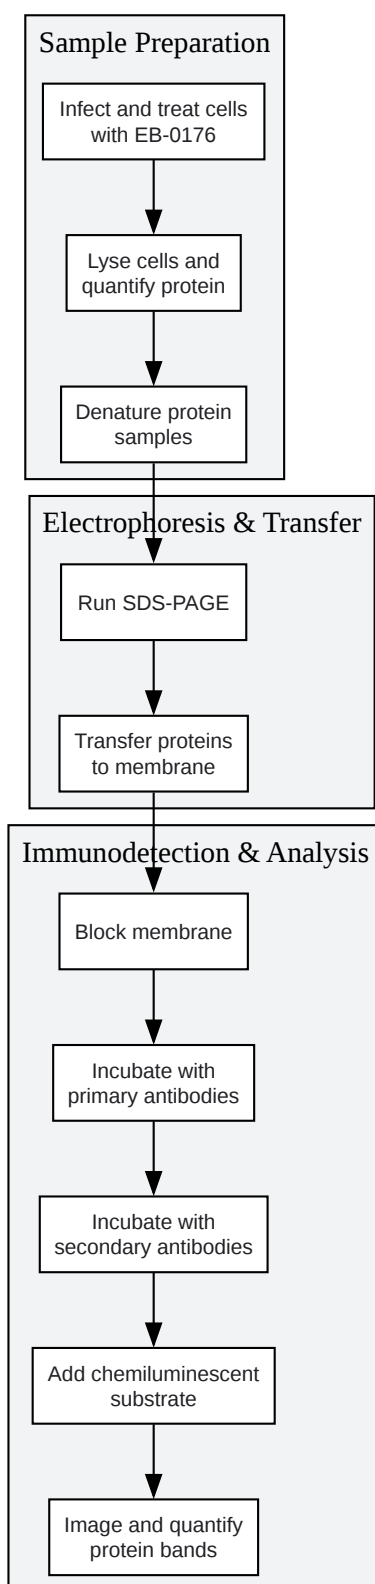 Sample Preparation
Infect and treat cells
with EB-0176
Lyse cells and
quantify protein
Denature protein
samples
Electrophoresis & Transfer
Run SDS-PAGE
Transfer proteins
to membrane
Immunodetection & Analysis
Block membrane
Incubate with
primary antibodies
Incubate with
secondary antibodies
Add chemiluminescent
substrate
Image and quantify
protein bands